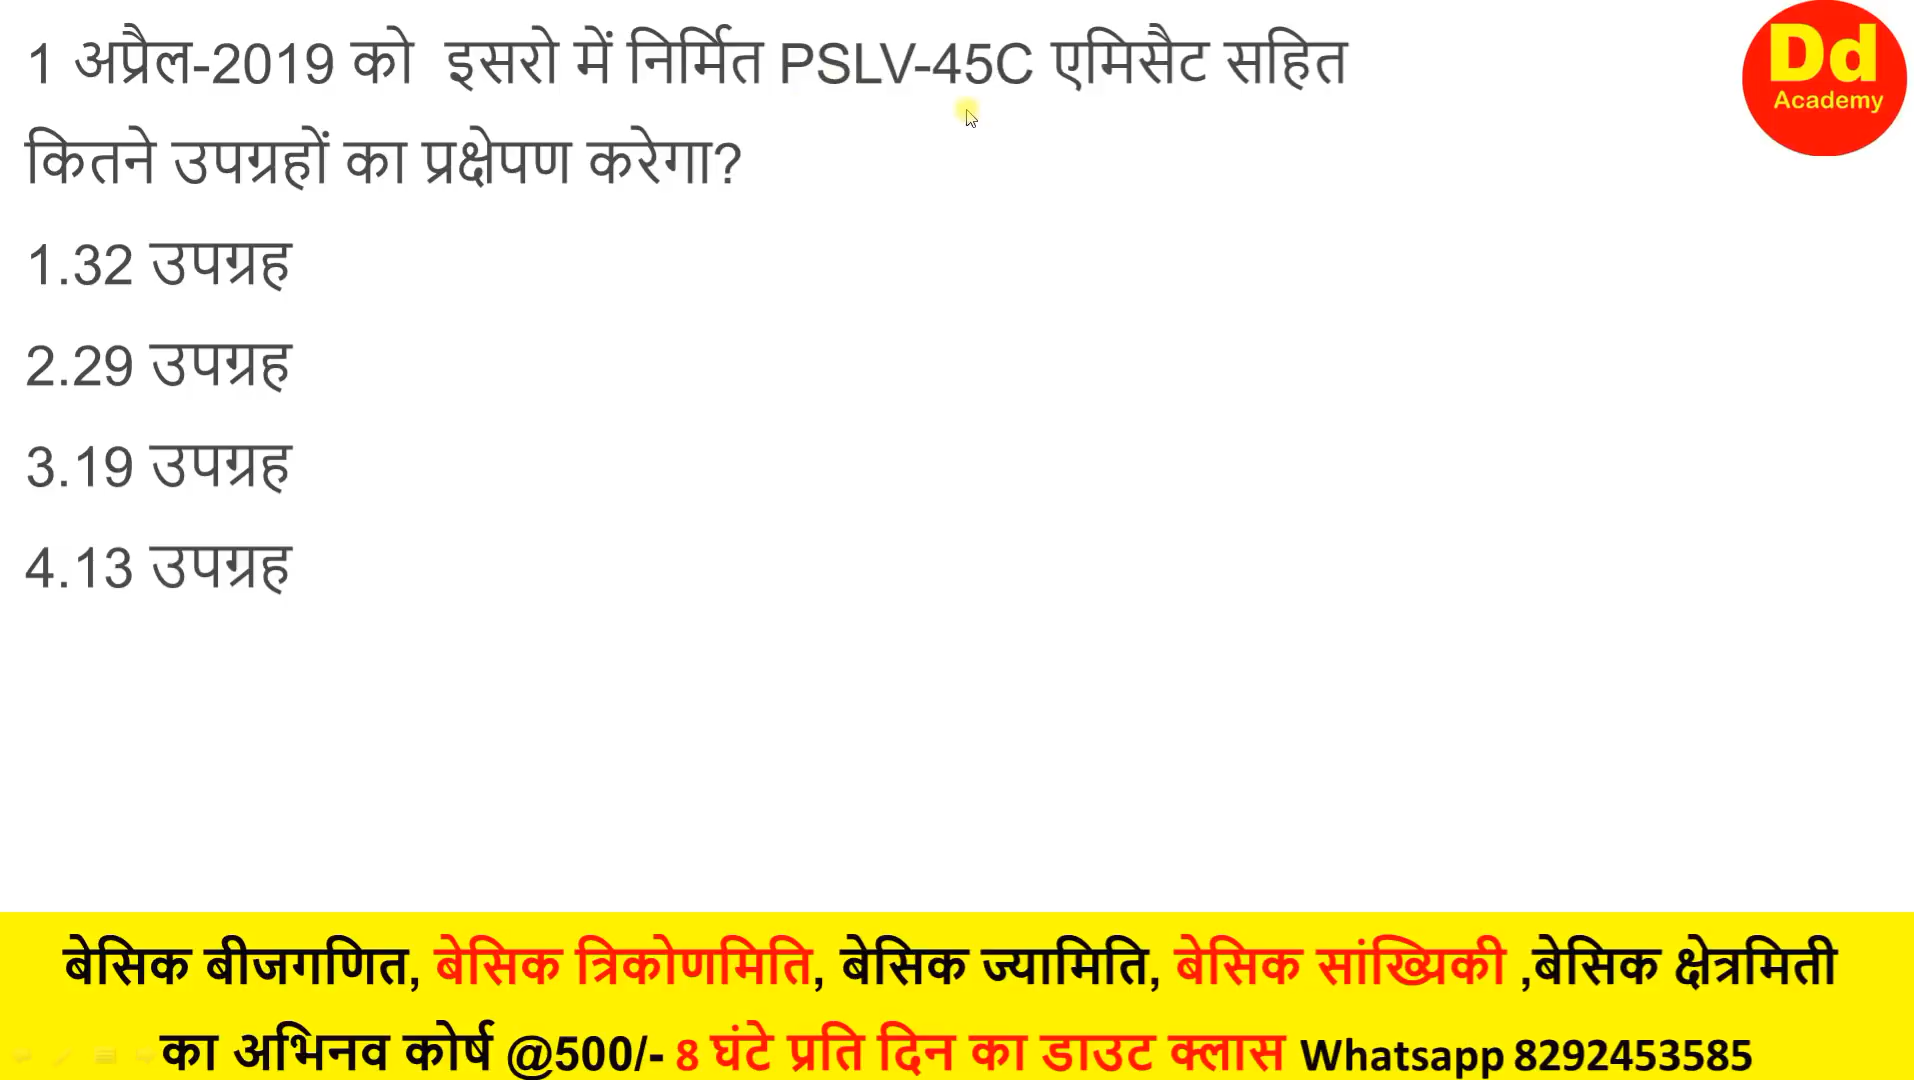 1 अप्रैल-2019 को इसरो में निर्मित PSLV-45C एमिसैट सहित
कितने उपग्रहों का प्रक्षेपण करेगा?
1.32 उपग्रह
2.29 उपग्रह
3.19 उपग्रह
4.13 उपग्रह
Dd
Academy
बेसिक बीजगणित, बेसिक त्रिकोणमिति, बेसिक ज्यामिति, बेसिक सांख्यिकी ,बेसिक क्षेत्रमिती
का अभिनव कोर्ष @500/- 8 घंटे प्रति दिन का डाउट क्लास Whatsapp 8292453585